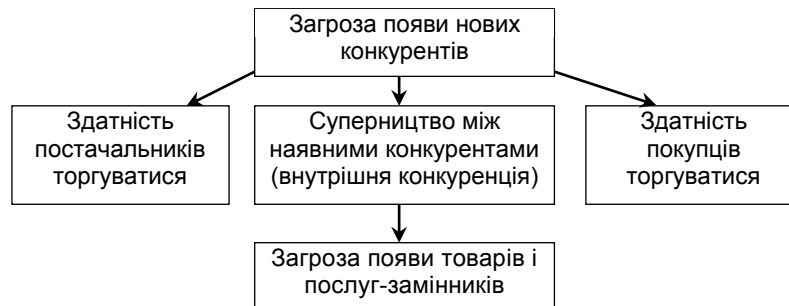 Загроза появи нових
конкурентів
Здатність
постачальників
торгуватися
Суперництво між
наявними конкурентами
(внутрішня конкуренція)
Здатність
покупців
торгуватися
Загроза появи товарів і
послуг-замінників